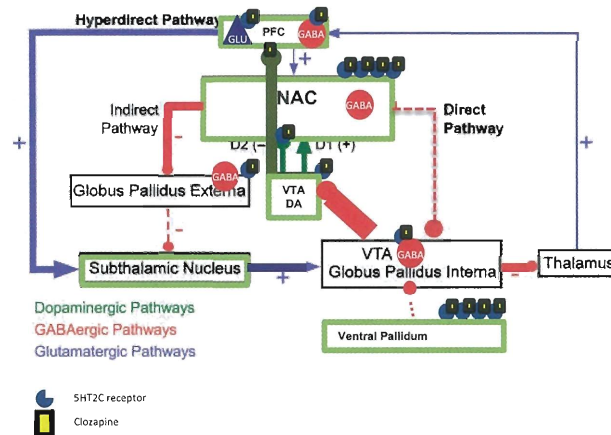 Hyperdirect Pathway
GLU
PFC
GABA
+
NAC
GABA
Indirect
Pathway
Direct
Pathway
+
+
-
D2 (–
D1 (+)
GABA
Globus Pallidus Externa
VTA
DA
-
VTA
GABA
Globus Pallidus Interna
Thalamus
-
Subthalamic Nucleus
+
Dopaminergic Pathways
GABAergic Pathways
Glutamatergic Pathways
Ventral Pallidum
5HT2C receptor
Clozapine